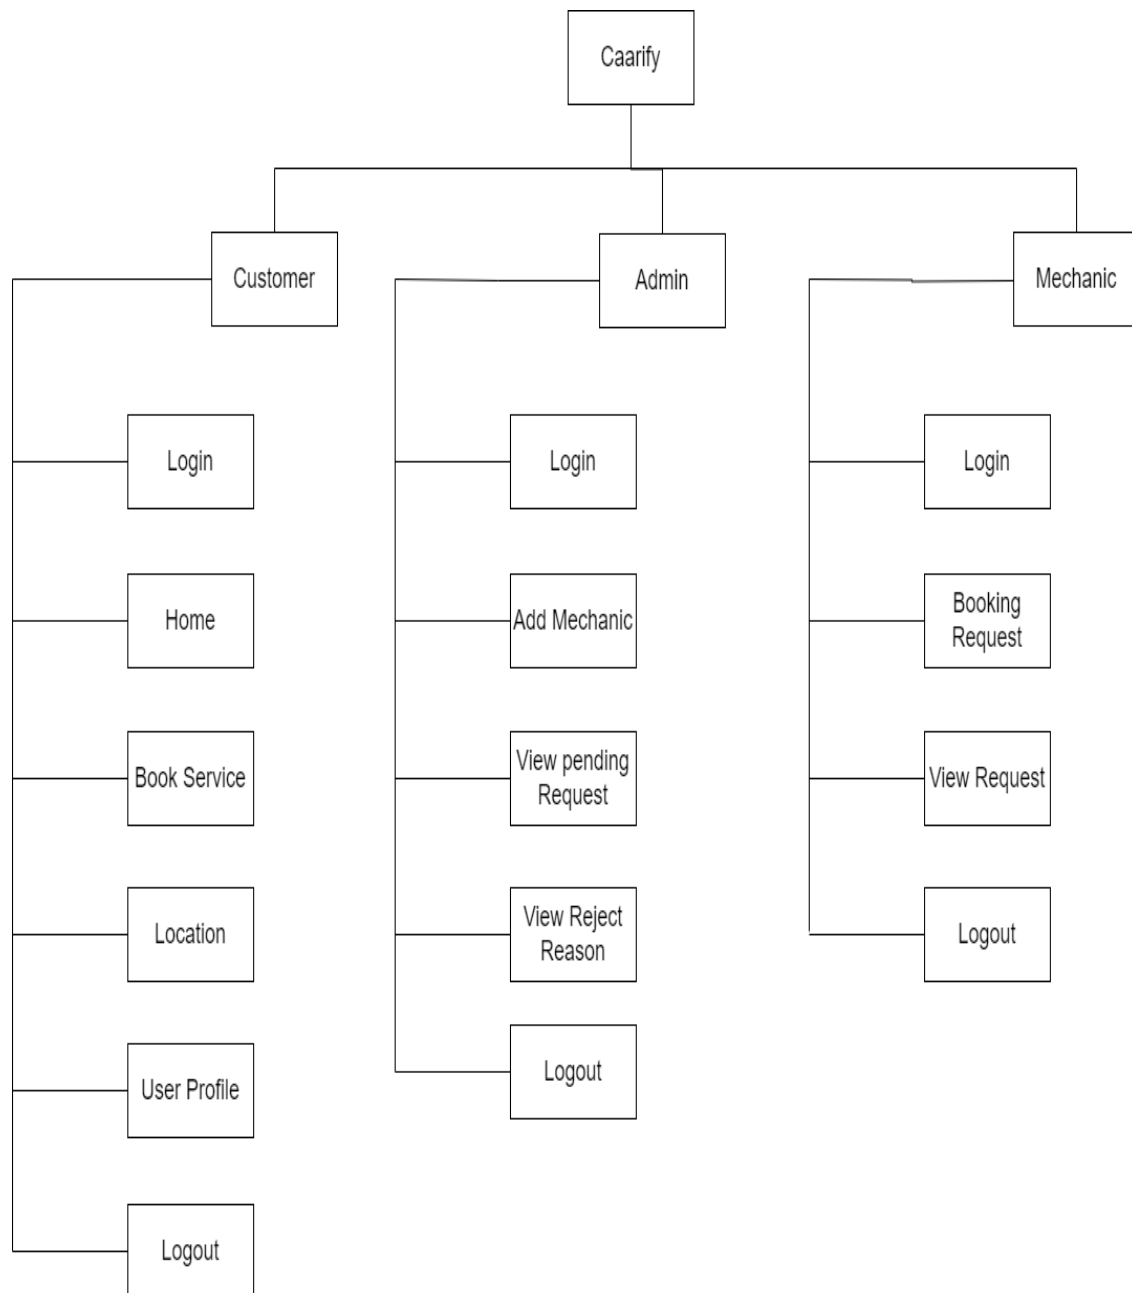 Caarify
Customer
Admin
Mechanic
Login
Login
Login
Home
Add Mechanic
Booking
Request
Book Service
View pending
Request
View Request
Location
View Reject
Reason
Logout
User Profile
Logout
Logout